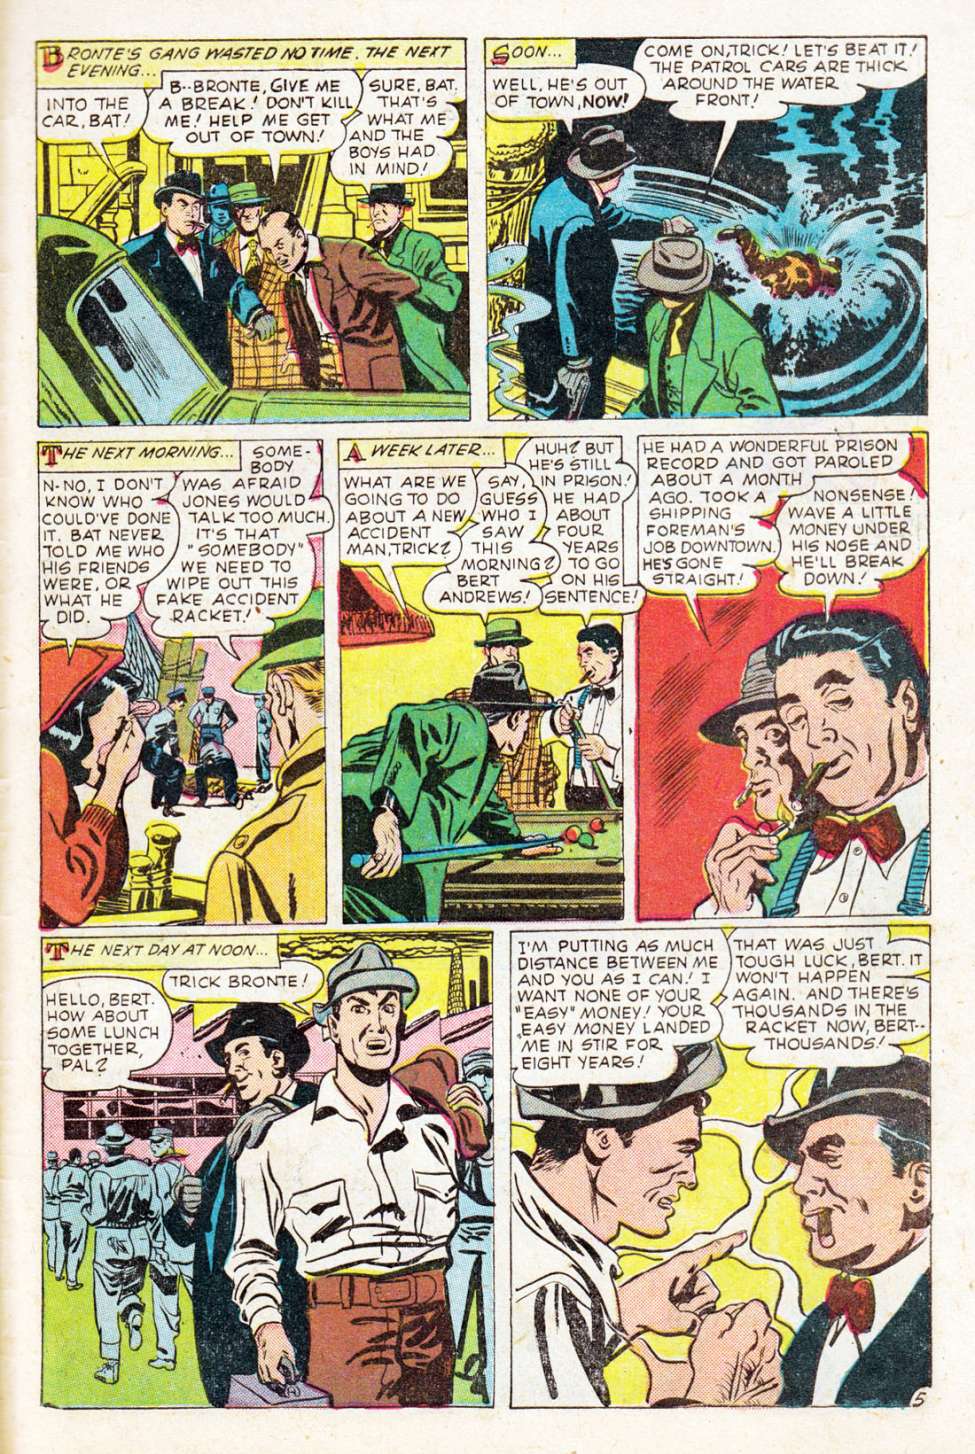 BRONTE'S GANG WASTED NO TIME. THE NEXT
EVENING...
INTO THE
CAR, BAT!
B--BRONTE, GIVE ME
A BREAK! DON'T KILL
ME! HELP ME GET
OUT OF TOWN!
SURE, BAT.
THAT'S
WHAT ME
AND THE
BOYS HAD
IN MIND!
SOON...
WELL, HE'S OUT
OF TOWN, NOW!
COME ON, TRICK! LET'S BEAT IT!
THE PATROL CARS ARE THICK
AROUND THE WATER
FRONT!
THE NEXT MORNING...
N-NO, I DON'T
KNOW WHO
COULD'VE DONE
IT. BAT NEVER
TOLD ME WHO
HIS FRIENDS
WERE, OR
WHAT HE
DID.
SOME-
BODY
WAS AFRAID
JONES WOULD
TALK TOO MUCH.
IT'S THAT
"SOMEBODY"
WE NEED TO
WIPE OUT THIS
FAKE ACCIDENT
RACKET!
A WEEK LATER...
WHAT ARE WE
GOING TO DO
ABOUT A NEW
ACCIDENT
MAN, TRICK?
SAY,
GUESS
WHO I
SAW
THIS
MORNING?
BERT
ANDREWS!
HUH? BUT
HE'S STILL
IN PRISON!
HE HAD
ABOUT
FOUR
YEARS
TO GO
ON HIS
SENTENCE!
HE HAD A WONDERFUL PRISON
RECORD AND GOT PAROLED
ABOUT A MONTH
AGO. TOOK A
SHIPPING
FOREMAN'S
JOB DOWNTOWN.
HE'S GONE
STRAIGHT!
NONSENSE!
WAVE A LITTLE
MONEY UNDER
HIS NOSE AND
HE'LL BREAK
DOWN!
THE NEXT DAY AT NOON...
HELLO, BERT.
HOW ABOUT
SOME LUNCH
TOGETHER,
PAL?
TRICK BRONTE!
I'M PUTTING AS MUCH
DISTANCE BETWEEN ME
AND YOU AS I CAN! I
WANT NONE OF YOUR
"EASY" MONEY! YOUR
EASY MONEY LANDED
ME IN STIR FOR
EIGHT YEARS!
THAT WAS JUST
TOUGH LUCK, BERT. IT
WON'T HAPPEN
AGAIN. AND THERE'S
THOUSANDS IN THE
RACKET NOW, BERT--
THOUSANDS!
5